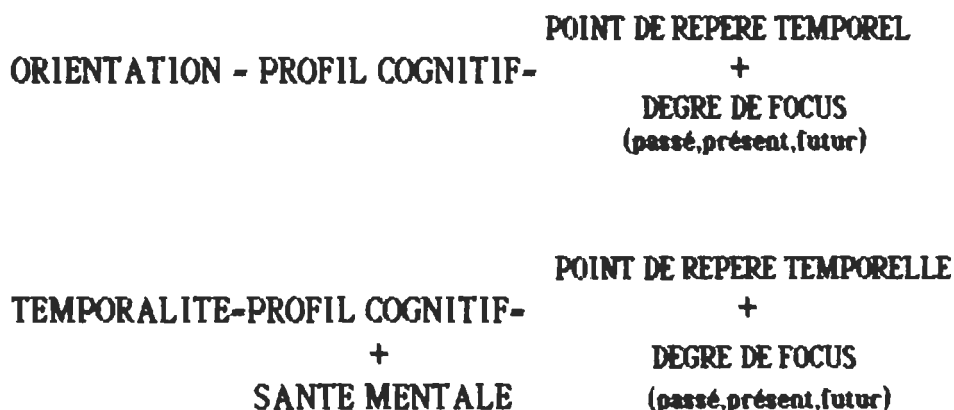 POINT DE REPERE TEMPOREL
ORIENTATION - PROFIL COGNITIF- +
DEGRE DE FOCUS
(passé,présent,futur)
POINT DE REPERE TEMPORELLE
TEMPORALITE-PROFIL COGNITIF- +
+ DEGRE DE FOCUS
SANTE MENTALE (passé,présent,futur)